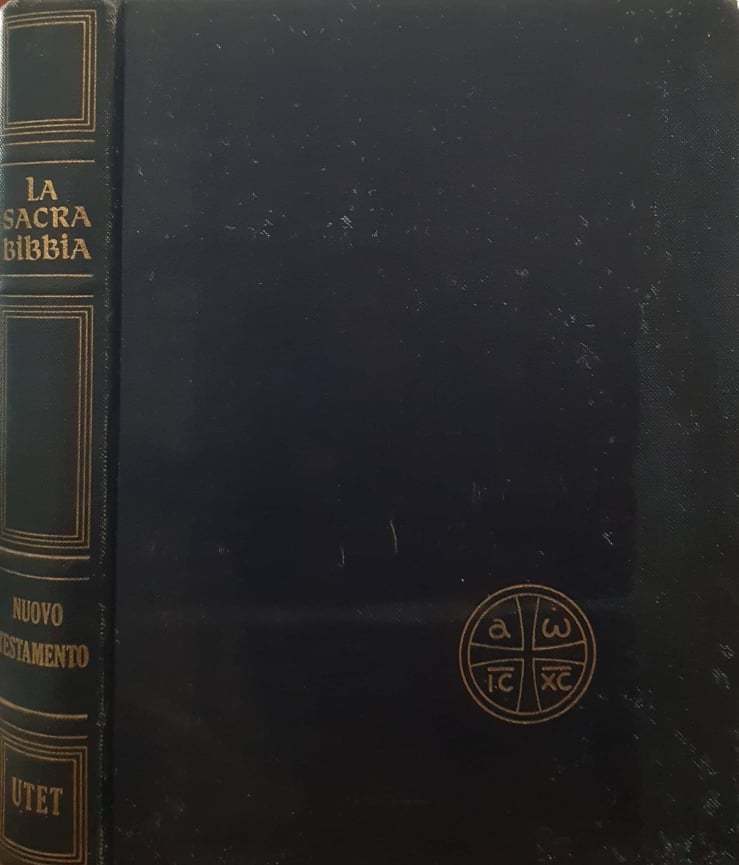 LA
SACRA
BIBBIA
NUOVO
TESTAMENTO
UTET
a ω
IC XC